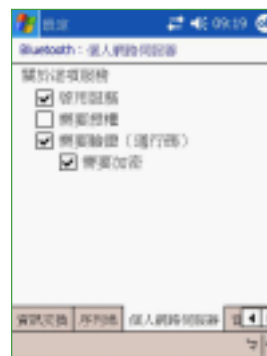 設定 09:19 ok
Bluetooth：個人網路伺服器
關於這項服務
啓用服務
需要授權
需要驗證（通行碼）
需要加密
資訊交換 序列埠 個人網路伺服器